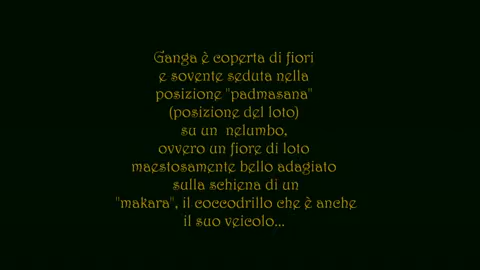 Ganga è coperta di fiori
e sovente seduta nella
posizione "padmasana"
(posizione del loto)
su un nelumbo,
ovvero un fiore di loto
maestosamente bello adagiato
sulla schiena di un
"makara", il coccodrillo che è anche
il suo veicolo...